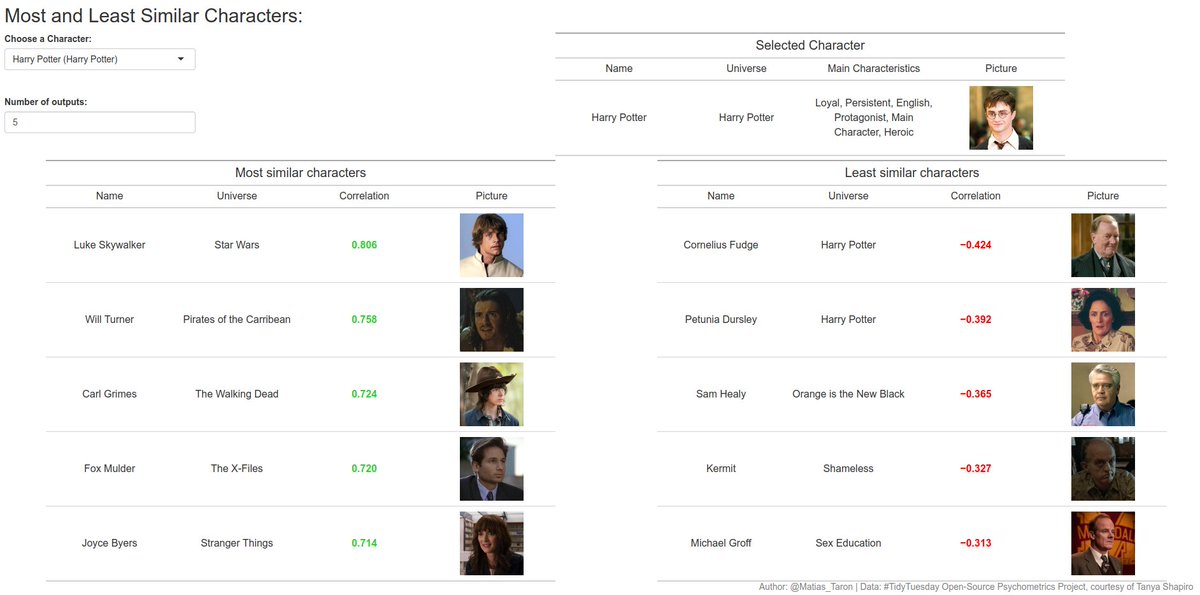 Most and Least Similar Characters:
Choose a Character:
Harry Potter (Harry Potter)
Number of outputs:
5
Selected Character
Name Universe Main Characteristics Picture
Harry Potter Harry Potter Loyal, Persistent, English,
Protagonist, Main
Character, Heroic
Most similar characters
Name Universe Correlation Picture
Luke Skywalker Star Wars 0.806
Will Turner Pirates of the Carribean 0.758
Carl Grimes The Walking Dead 0.724
Fox Mulder The X-Files 0.720
Joyce Byers Stranger Things 0.714
Least similar characters
Name Universe Correlation Picture
Cornelius Fudge Harry Potter −0.424
Petunia Dursley Harry Potter −0.392
Sam Healy Orange is the New Black −0.365
Kermit Shameless −0.327
Michael Groff Sex Education −0.313
Author: @Matias_Taron | Data: #TidyTuesday Open-Source Psychometrics Project, courtesy of Tanya Shapiro